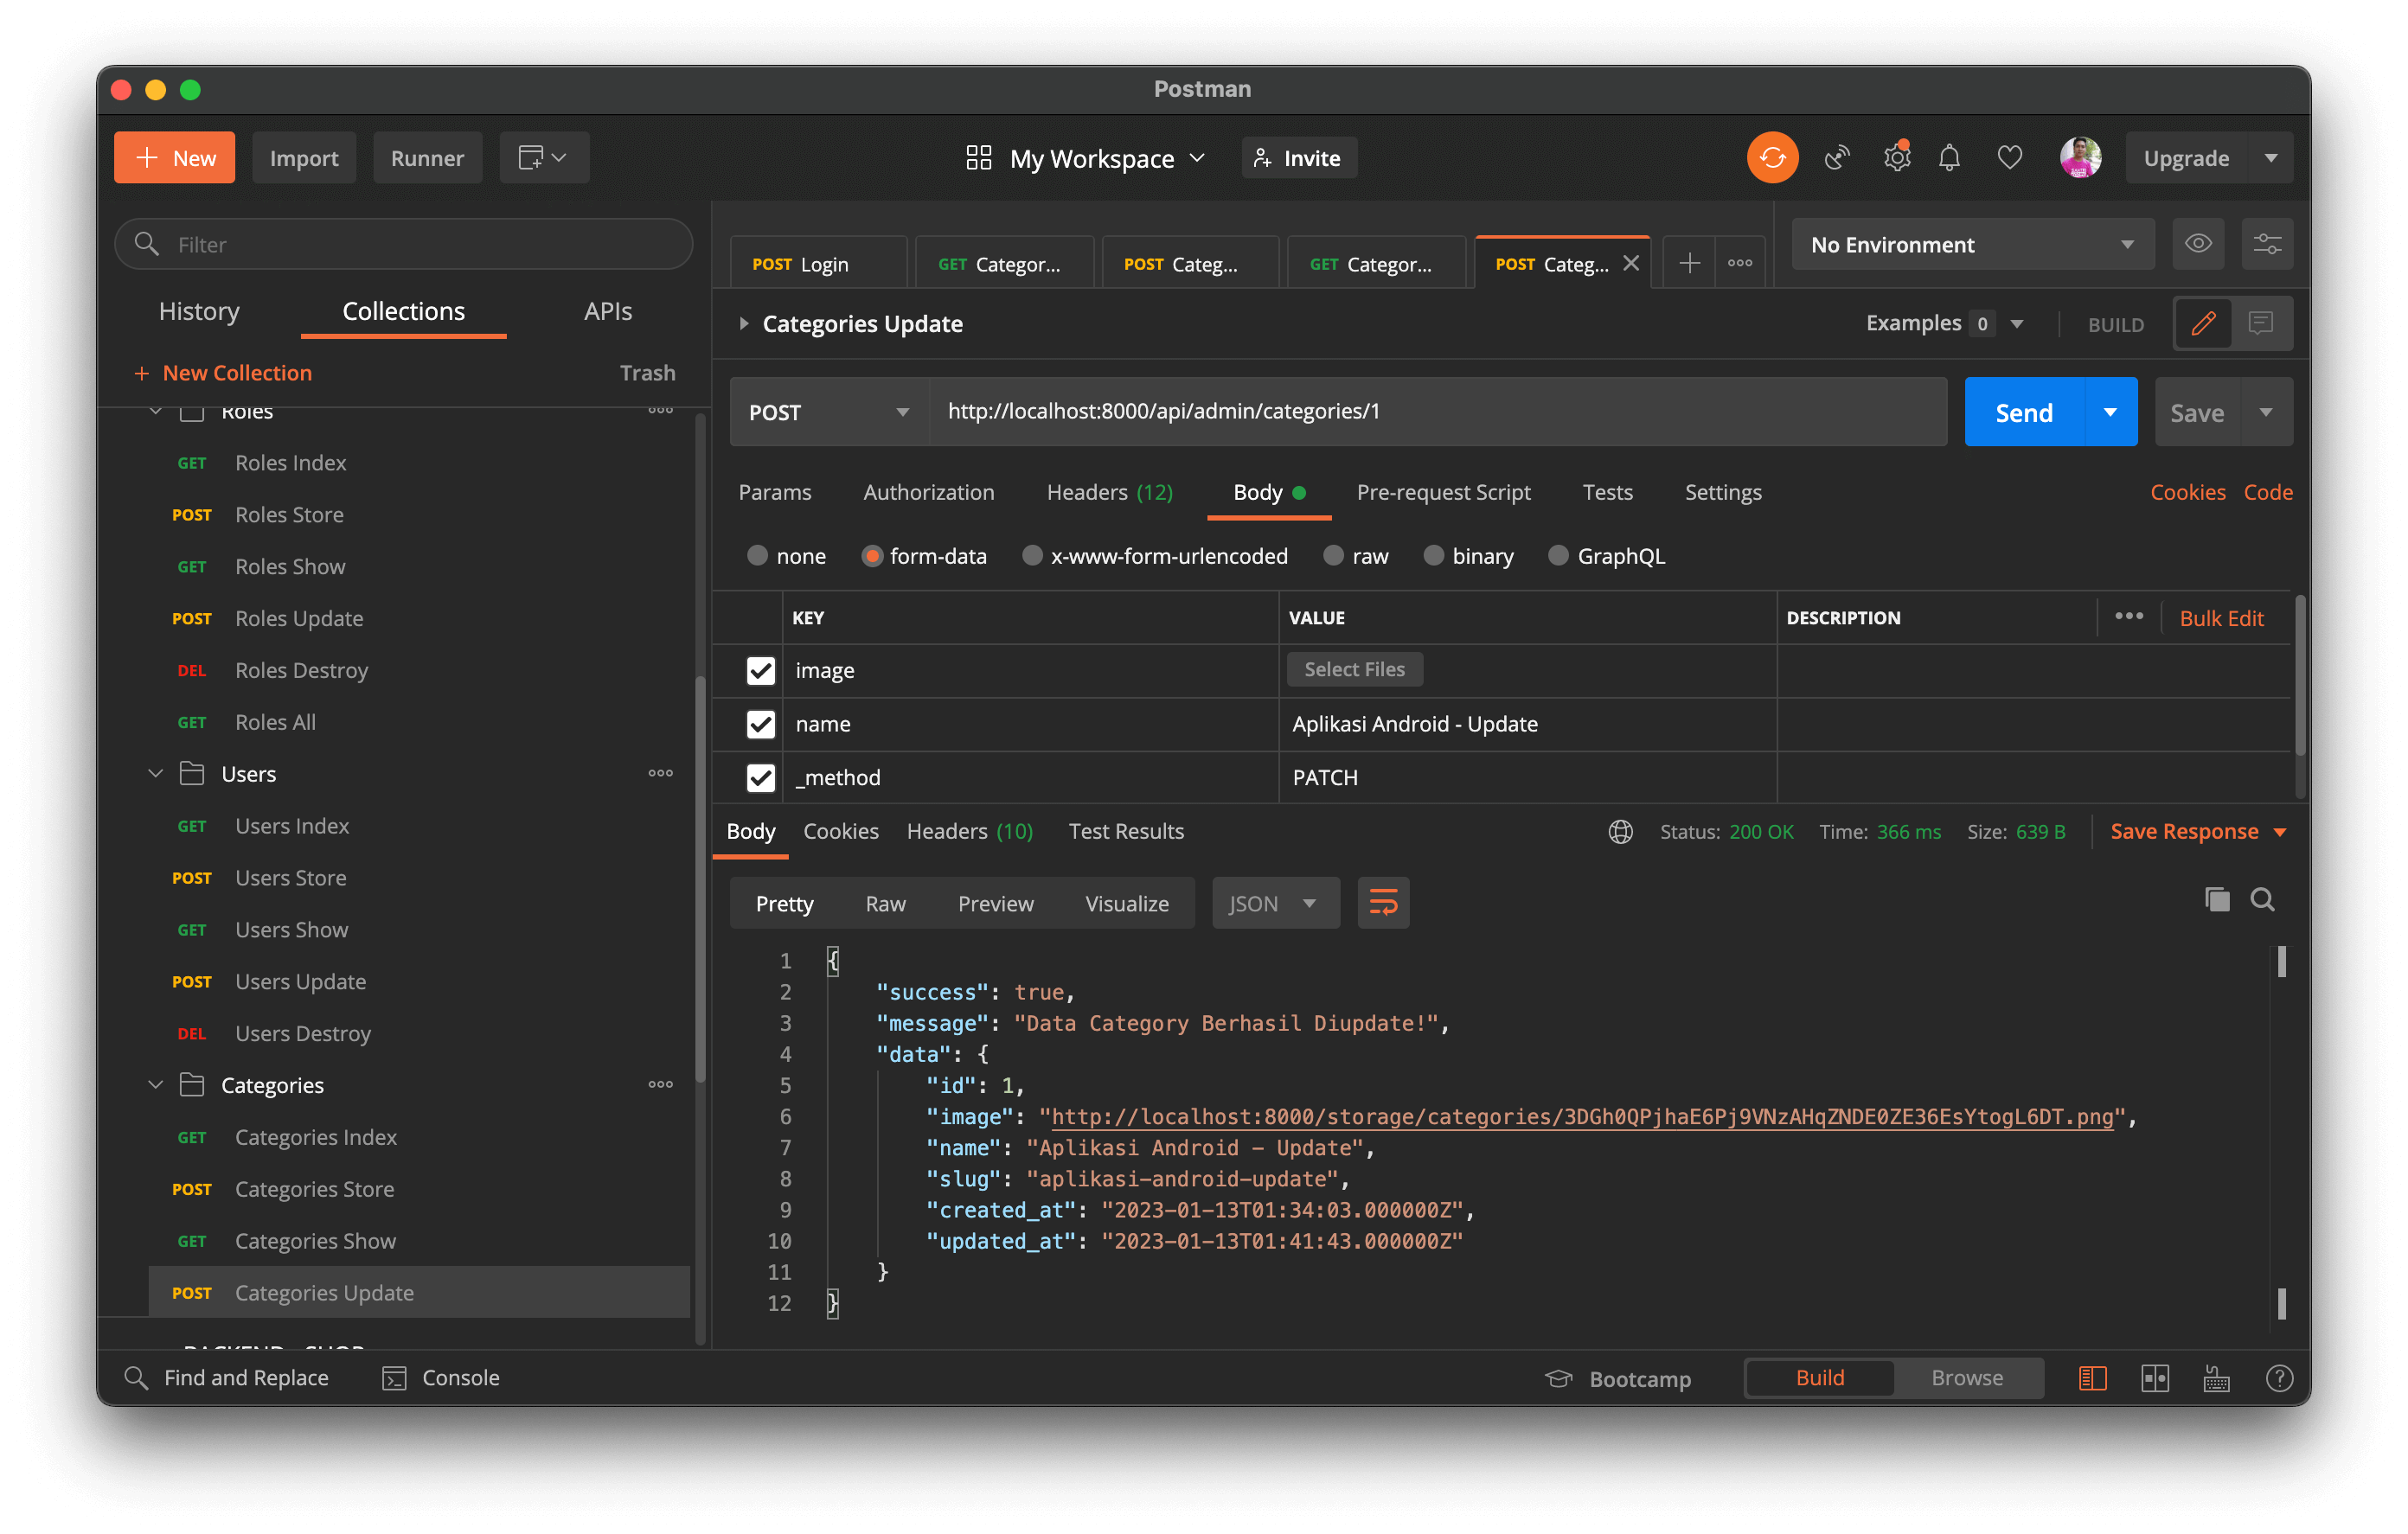 Postman
New
Import
Runner
My Workspace
Invite
Upgrade
Filter
History
Collections
APIs
New Collection
Trash
Roles
GET Roles Index
POST Roles Store
GET Roles Show
POST Roles Update
DEL Roles Destroy
GET Roles All
Users
GET Users Index
POST Users Store
GET Users Show
POST Users Update
DEL Users Destroy
Categories
GET Categories Index
POST Categories Store
GET Categories Show
POST Categories Update
BACKEND - SHOP
POST Login
GET Categor...
POST Categ...
GET Categor...
POST Categ...
No Environment
Categories Update
Examples 0
BUILD
POST
http://localhost:8000/api/admin/categories/1
Send
Save
Params
Authorization
Headers (12)
Body
Pre-request Script
Tests
Settings
Cookies
Code
none
form-data
x-www-form-urlencoded
raw
binary
GraphQL
KEY
VALUE
DESCRIPTION
Bulk Edit
image
Select Files
name
Aplikasi Android - Update
_method
PATCH
Body
Cookies
Headers (10)
Test Results
Status: 200 OK
Time: 366 ms
Size: 639 B
Save Response
Pretty
Raw
Preview
Visualize
JSON
1 {
2 "success": true,
3 "message": "Data Category Berhasil Diupdate!",
4 "data": {
5 "id": 1,
6 "image": "http://localhost:8000/storage/categories/3DGh0QPjhaE6Pj9VNzAHqZNDE0ZE36EsYtogL6DT.png",
7 "name": "Aplikasi Android - Update",
8 "slug": "aplikasi-android-update",
9 "created_at": "2023-01-13T01:34:03.000000Z",
10 "updated_at": "2023-01-13T01:41:43.000000Z"
11 }
12 }
Find and Replace
Console
Bootcamp
Build
Browse